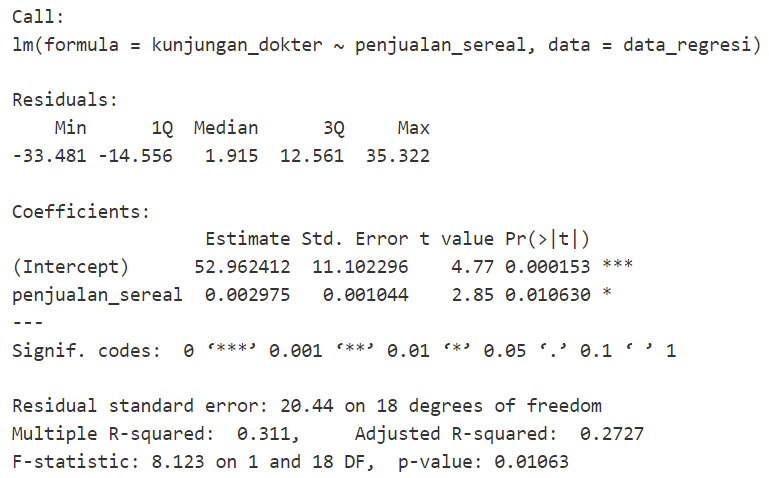 Call:
lm(formula = kunjungan_dokter ~ penjualan_sereal, data = data_regresi)

Residuals:
    Min      1Q  Median      3Q     Max
-33.481 -14.556   1.915  12.561  35.322

Coefficients:
                 Estimate Std. Error t value Pr(>|t|)
(Intercept)     52.962412  11.102296    4.77 0.000153 ***
penjualan_sereal  0.002975   0.001044    2.85 0.010630 *
---
Signif. codes:  0 ‘***’ 0.001 ‘**’ 0.01 ‘*’ 0.05 ‘.’ 0.1 ‘ ’ 1

Residual standard error: 20.44 on 18 degrees of freedom
Multiple R-squared:  0.311,     Adjusted R-squared:  0.2727
F-statistic: 8.123 on 1 and 18 DF,  p-value: 0.01063